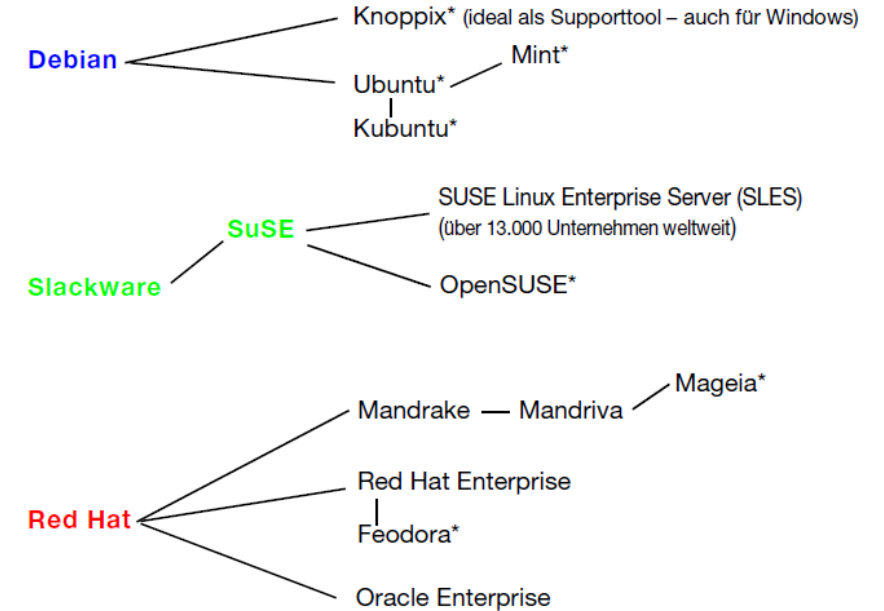 Knoppix* (ideal als Supporttool – auch für Windows)
Debian
Mint*
Ubuntu*
Kubuntu*
SUSE Linux Enterprise Server (SLES)
(über 13.000 Unternehmen weltweit)
SuSE
Slackware
OpenSUSE*
Mageia*
Mandrake — Mandriva
Red Hat Enterprise
Red Hat
Feodora*
Oracle Enterprise